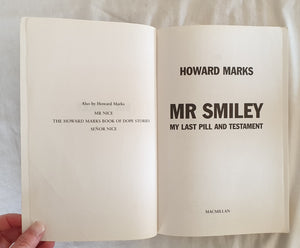 Also by Howard Marks
MR NICE
THE HOWARD MARKS BOOK OF DOPE STORIES
SEÑOR NICE
HOWARD MARKS
MR SMILEY
MY LAST PILL AND TESTAMENT
MACMILLAN